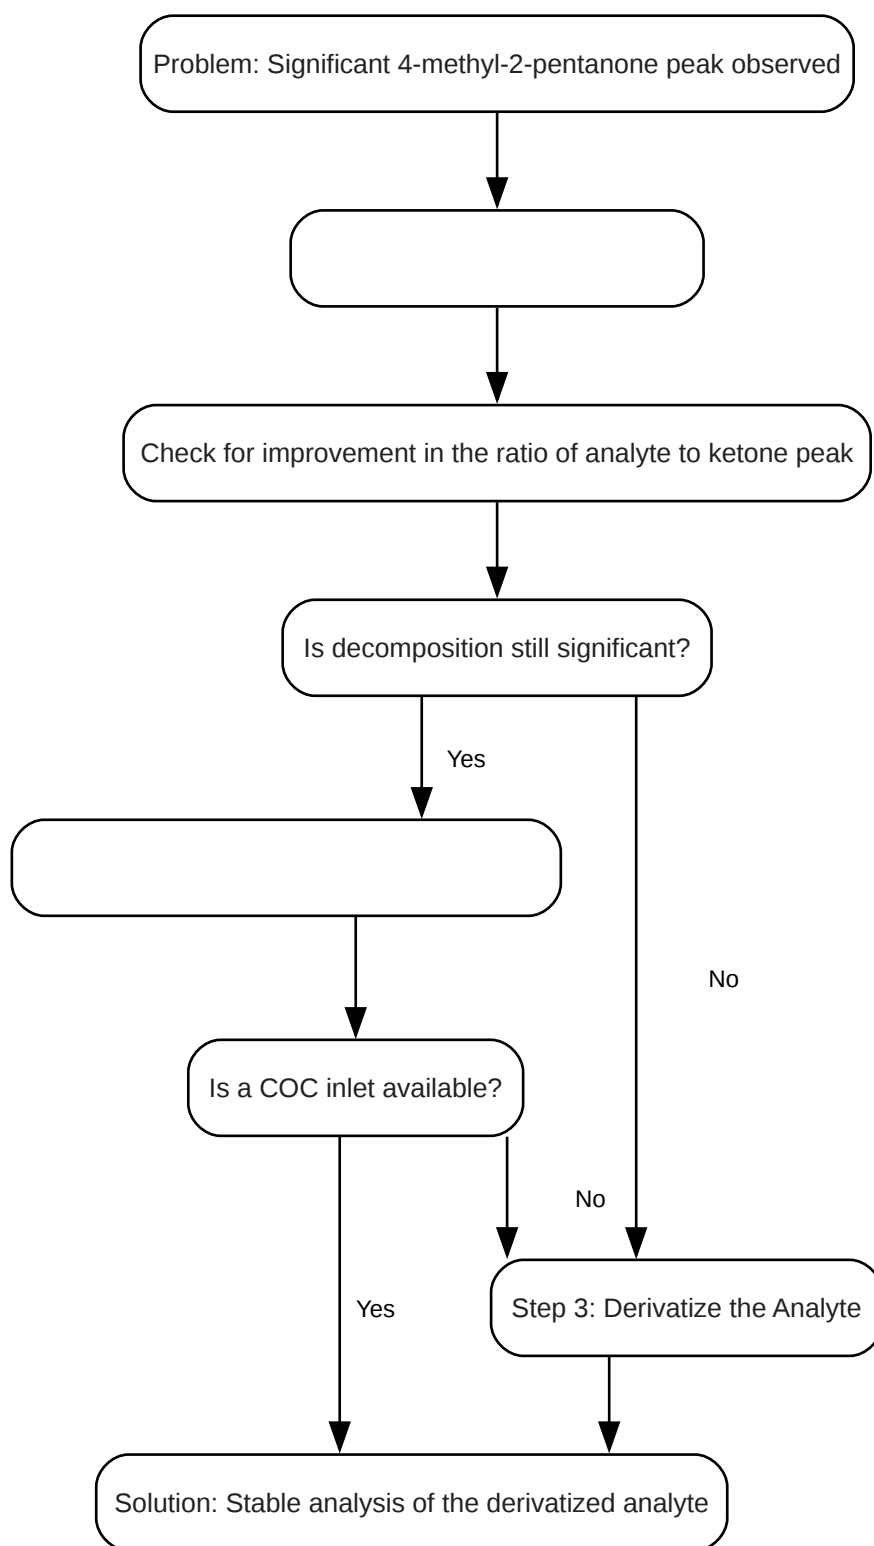 Problem: Significant 4-methyl-2-pentanone peak observed
Check for improvement in the ratio of analyte to ketone peak
Is decomposition still significant?
Yes
No
Is a COC inlet available?
No
Yes
Step 3: Derivatize the Analyte
Solution: Stable analysis of the derivatized analyte